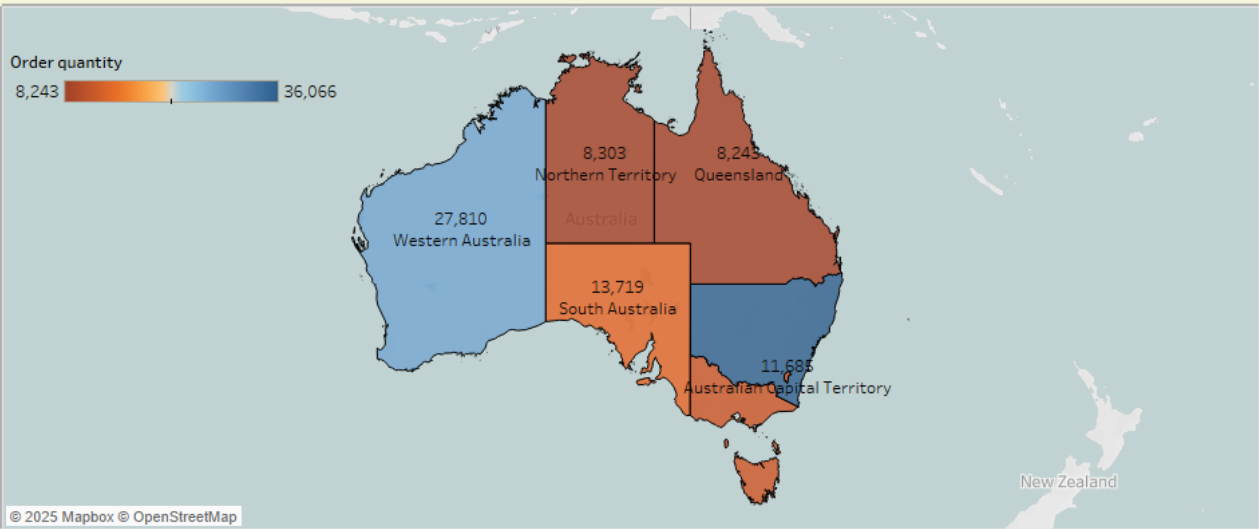 Order quantity
8,243 36,066
8,303
Northern Territory
8,243
Queensland
Australia
27,810
Western Australia
13,719
South Australia
11,685
Australian Capital Territory
New Zealand
© 2025 Mapbox © OpenStreetMap